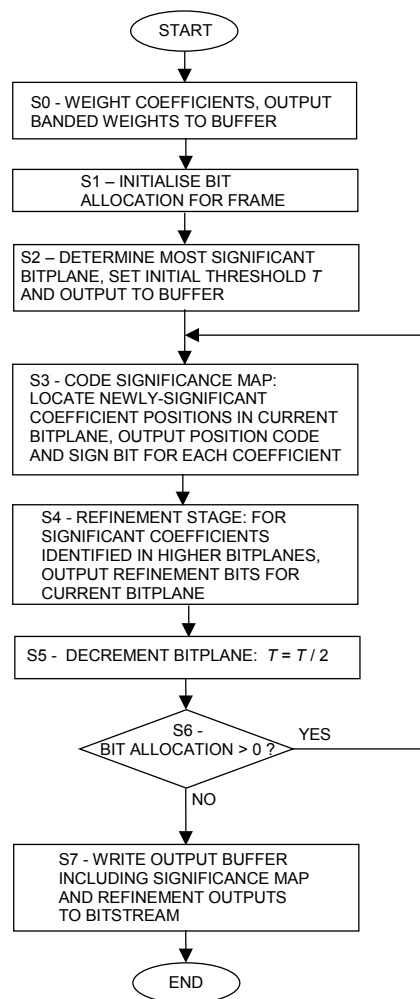 START
S0 - WEIGHT COEFFICIENTS, OUTPUT
BANDED WEIGHTS TO BUFFER
S1 – INITIALISE BIT
ALLOCATION FOR FRAME
S2 – DETERMINE MOST SIGNIFICANT
BITPLANE, SET INITIAL THRESHOLD T
AND OUTPUT TO BUFFER
S3 - CODE SIGNIFICANCE MAP:
LOCATE NEWLY-SIGNIFICANT
COEFFICIENT POSITIONS IN CURRENT
BITPLANE, OUTPUT POSITION CODE
AND SIGN BIT FOR EACH COEFFICIENT
S4 - REFINEMENT STAGE: FOR
SIGNIFICANT COEFFICIENTS
IDENTIFIED IN HIGHER BITPLANES,
OUTPUT REFINEMENT BITS FOR
CURRENT BITPLANE
S5 - DECREMENT BITPLANE: T = T / 2
S6 -
BIT ALLOCATION > 0 ?
YES
NO
S7 - WRITE OUTPUT BUFFER
INCLUDING SIGNIFICANCE MAP
AND REFINEMENT OUTPUTS
TO BITSTREAM
END